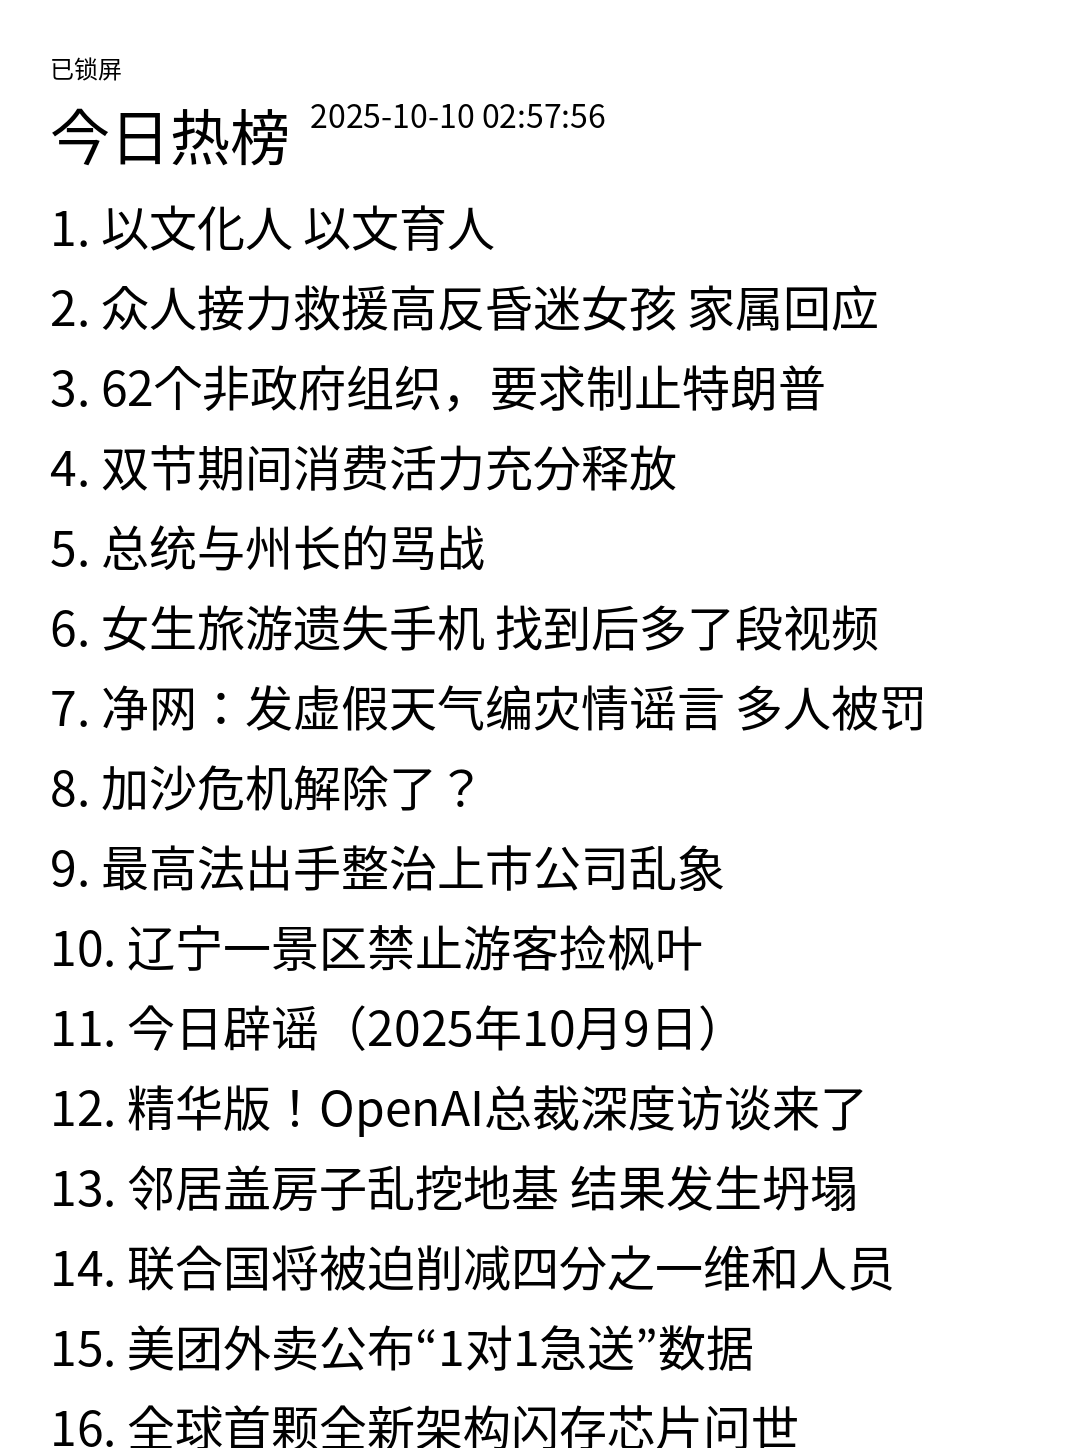 已锁屏
今日热榜 2025-10-10 02:57:56
1. 以文化人 以文育人
2. 众人接力救援高反昏迷女孩 家属回应
3. 62个非政府组织，要求制止特朗普
4. 双节期间消费活力充分释放
5. 总统与州长的骂战
6. 女生旅游遗失手机 找到后多了段视频
7. 净网：发虚假天气编灾情谣言 多人被罚
8. 加沙危机解除了？
9. 最高法出手整治上市公司乱象
10. 辽宁一景区禁止游客捡枫叶
11. 今日辟谣（2025年10月9日）
12. 精华版！OpenAI总裁深度访谈来了
13. 邻居盖房子乱挖地基 结果发生坍塌
14. 联合国将被迫削减四分之一维和人员
15. 美团外卖公布“1对1急送”数据
16. 全球首颗全新架构闪存芯片问世